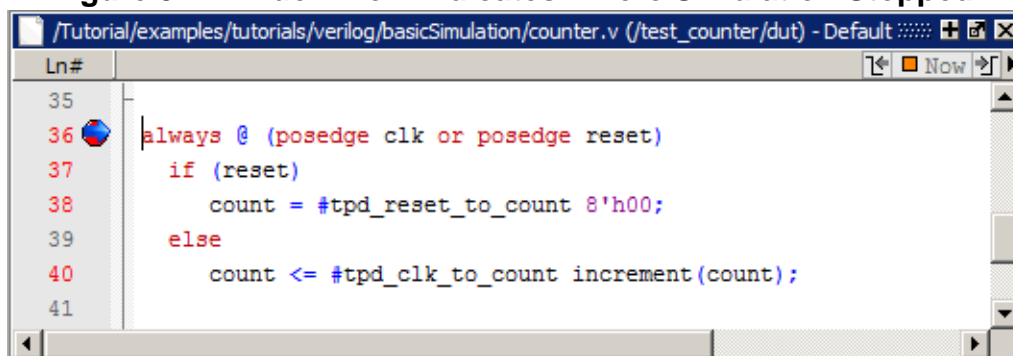 /Tutorial/examples/tutorials/verilog/basicSimulation/counter.v (/test_counter/dut) - Default
Ln#
Now
35
36 always @ (posedge clk or posedge reset)
37 if (reset)
38 count = #tpd_reset_to_count 8'h00;
39 else
40 count <= #tpd_clk_to_count increment(count);
41